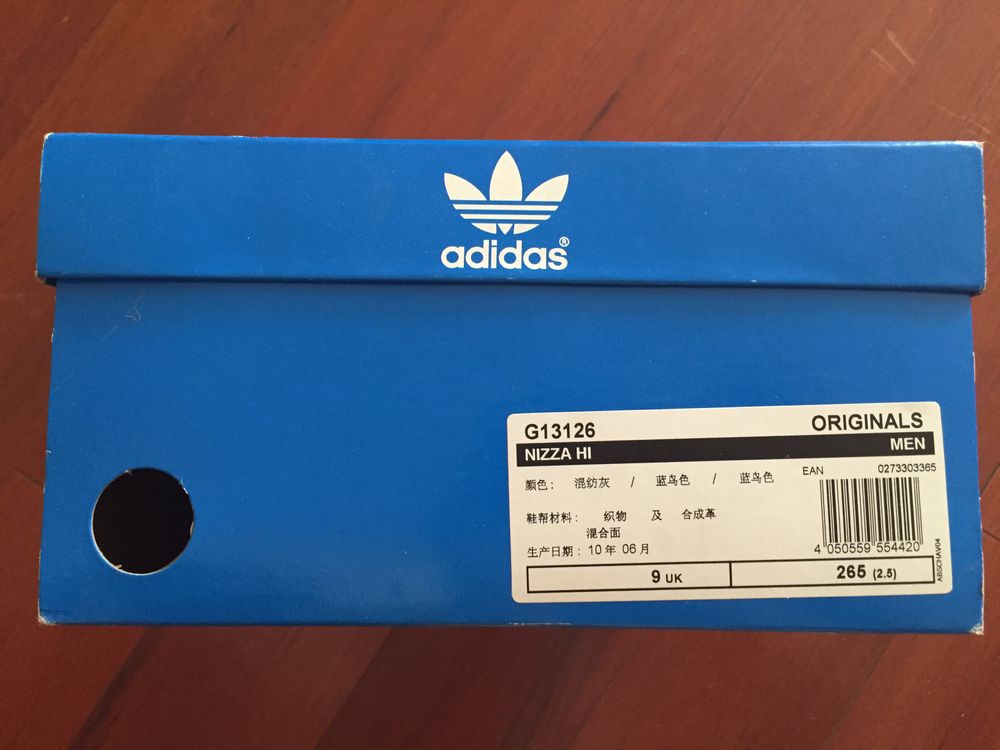 adidas®
G13126 ORIGINALS
NIZZA HI MEN
颜色： 混纺灰 / 蓝鸟色 / 蓝鸟色
EAN 0273303365
鞋帮材料： 织物 及 合成革
混合面
生产日期： 10 年 06 月
4 050559 554420
ABSCHAV04
9 UK 265 (2.5)